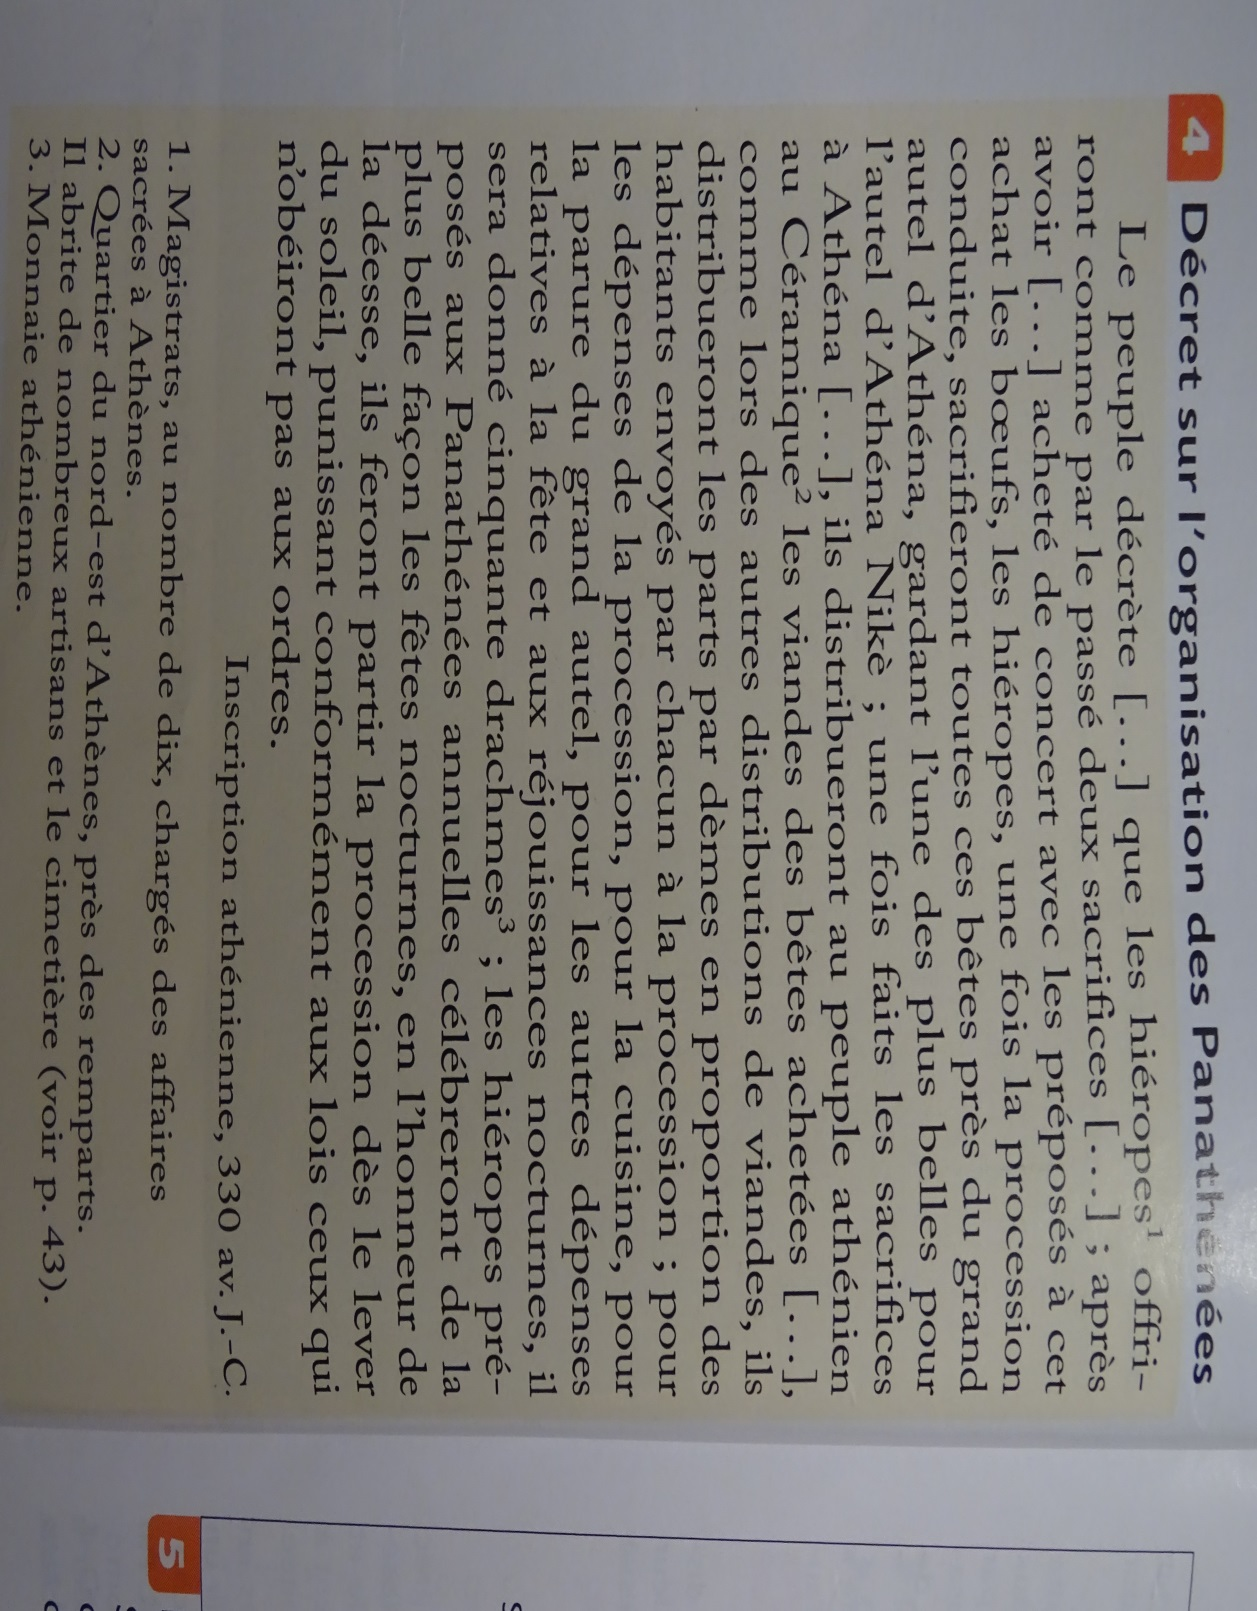 4 Décret sur l'organisation des Panathénées
Le peuple décrète [...] que les hiéropes¹ offri-
ront comme par le passé deux sacrifices [...] ; après
avoir [...] acheté de concert avec les préposés à cet
achat les bœufs, les hiéropes, une fois la procession
conduite, sacrifieront toutes ces bêtes près du grand
autel d'Athéna, gardant l'une des plus belles pour
l'autel d'Athéna Nikè ; une fois faits les sacrifices
à Athéna [...], ils distribueront au peuple athénien
au Céramique² les viandes des bêtes achetées [...],
comme lors des autres distributions de viandes, ils
distribueront les parts par dèmes en proportion des
habitants envoyés par chacun à la procession ; pour
les dépenses de la procession, pour la cuisine, pour
la parure du grand autel, pour les autres dépenses
relatives à la fête et aux réjouissances nocturnes, il
sera donné cinquante drachmes³ ; les hiéropes pré-
posés aux Panathénées annuelles célébreront de la
plus belle façon les fêtes nocturnes, en l'honneur de
la déesse, ils feront partir la procession dès le lever
du soleil, punissant conformément aux lois ceux qui
n'obéiront pas aux ordres.
Inscription athénienne, 330 av. J.-C.
1. Magistrats, au nombre de dix, chargés des affaires
sacrées à Athènes.
2. Quartier du nord-est d'Athènes, près des remparts.
Il abrite de nombreux artisans et le cimetière (voir p. 43).
3. Monnaie athénienne.
5